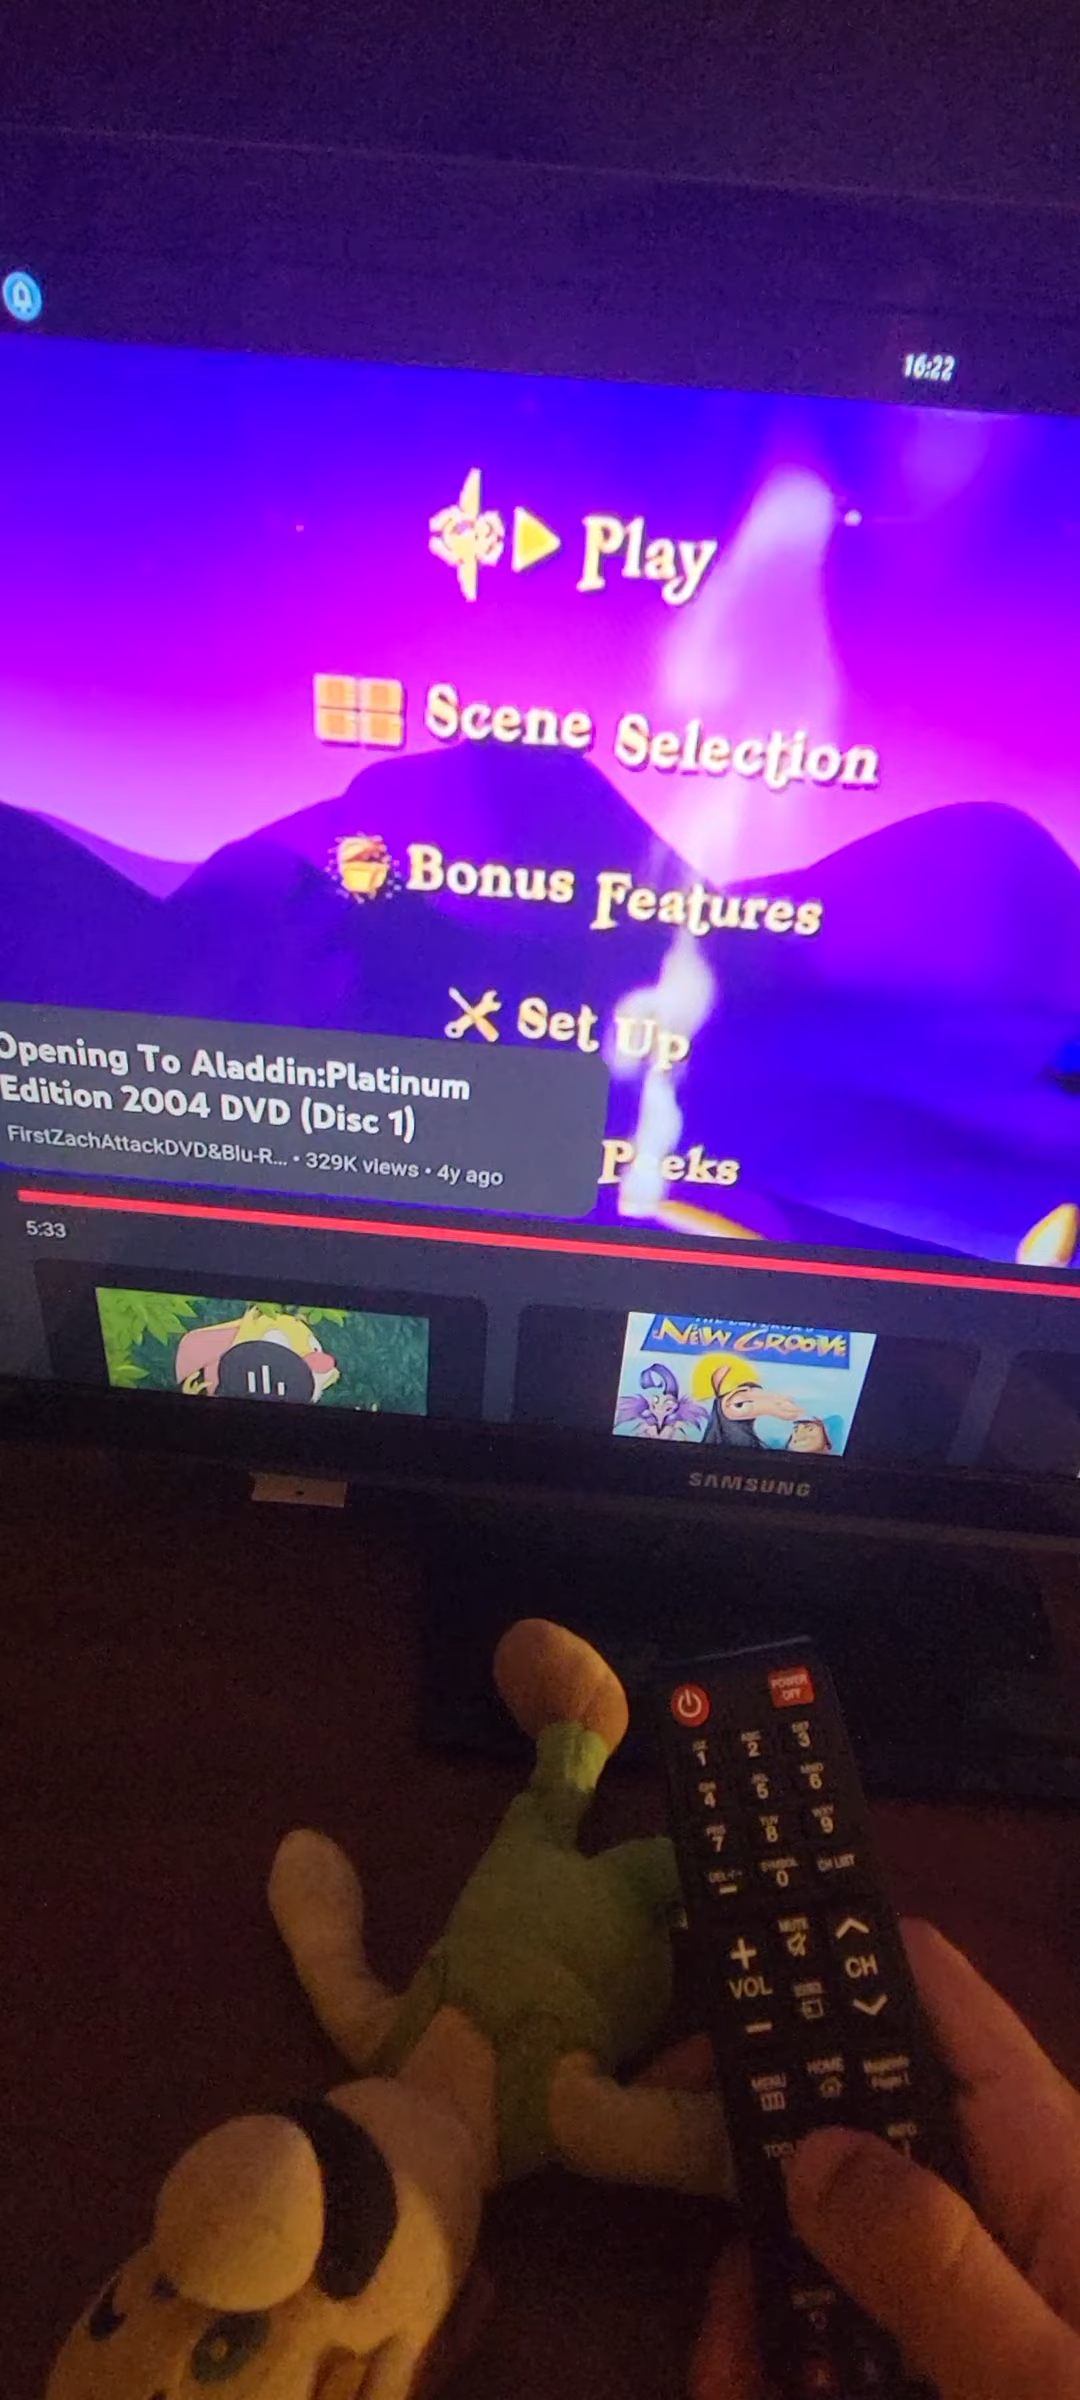 16:22
Play
Scene Selection
Bonus Features
Set Up
Peeks
Opening To Aladdin:Platinum
Edition 2004 DVD (Disc 1)
FirstZachAttackDVD&Blu-R... • 329K views • 4y ago
5:33
NEW GROOVE
SAMSUNG
POWER OFF
1 2 3
4 5 6
7 8 9
0 CH LIST
MUTE
VOL CH
MENU HOME
INFO